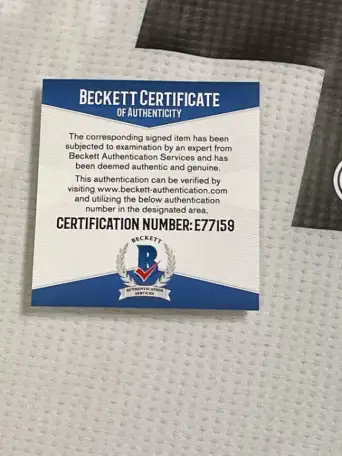 BECKETT CERTIFICATE
OF AUTHENTICITY
The corresponding signed item has been
subjected to examination by an expert from
Beckett Authentication Services and has
been deemed authentic and genuine.
This authentication can be verified by
visiting www.beckett-authentication.com
and utilizing the below authentication
number in the designated area.
CERTIFICATION NUMBER: E77159
BECKETT
B
AUTHENTICATION
SERVICES